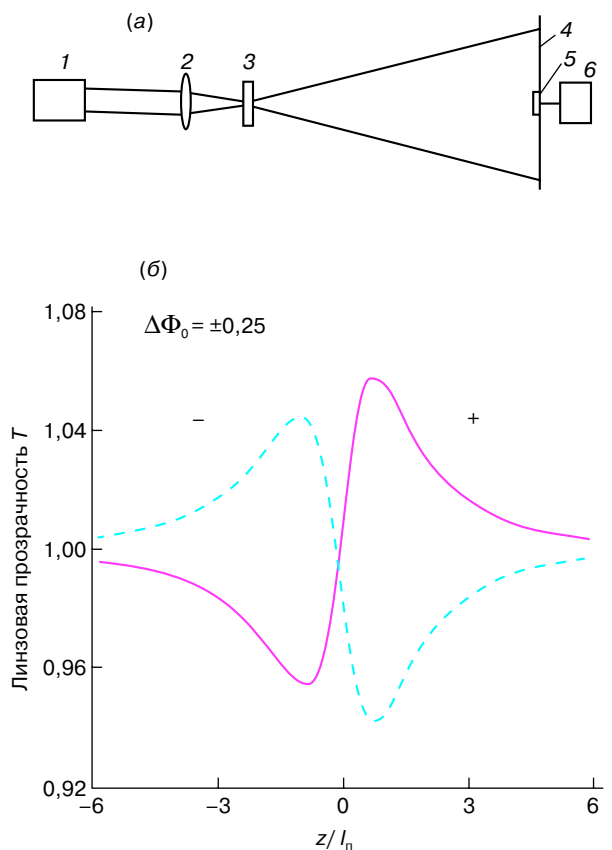 (а)
1 2 3 4 5 6
(б)
1,08
ΔΦ₀ = ±0,25
– +
1,04
1,00
0,96
0,92
Линзовая прозрачность T
–6 –3 0 3 6
z/lп